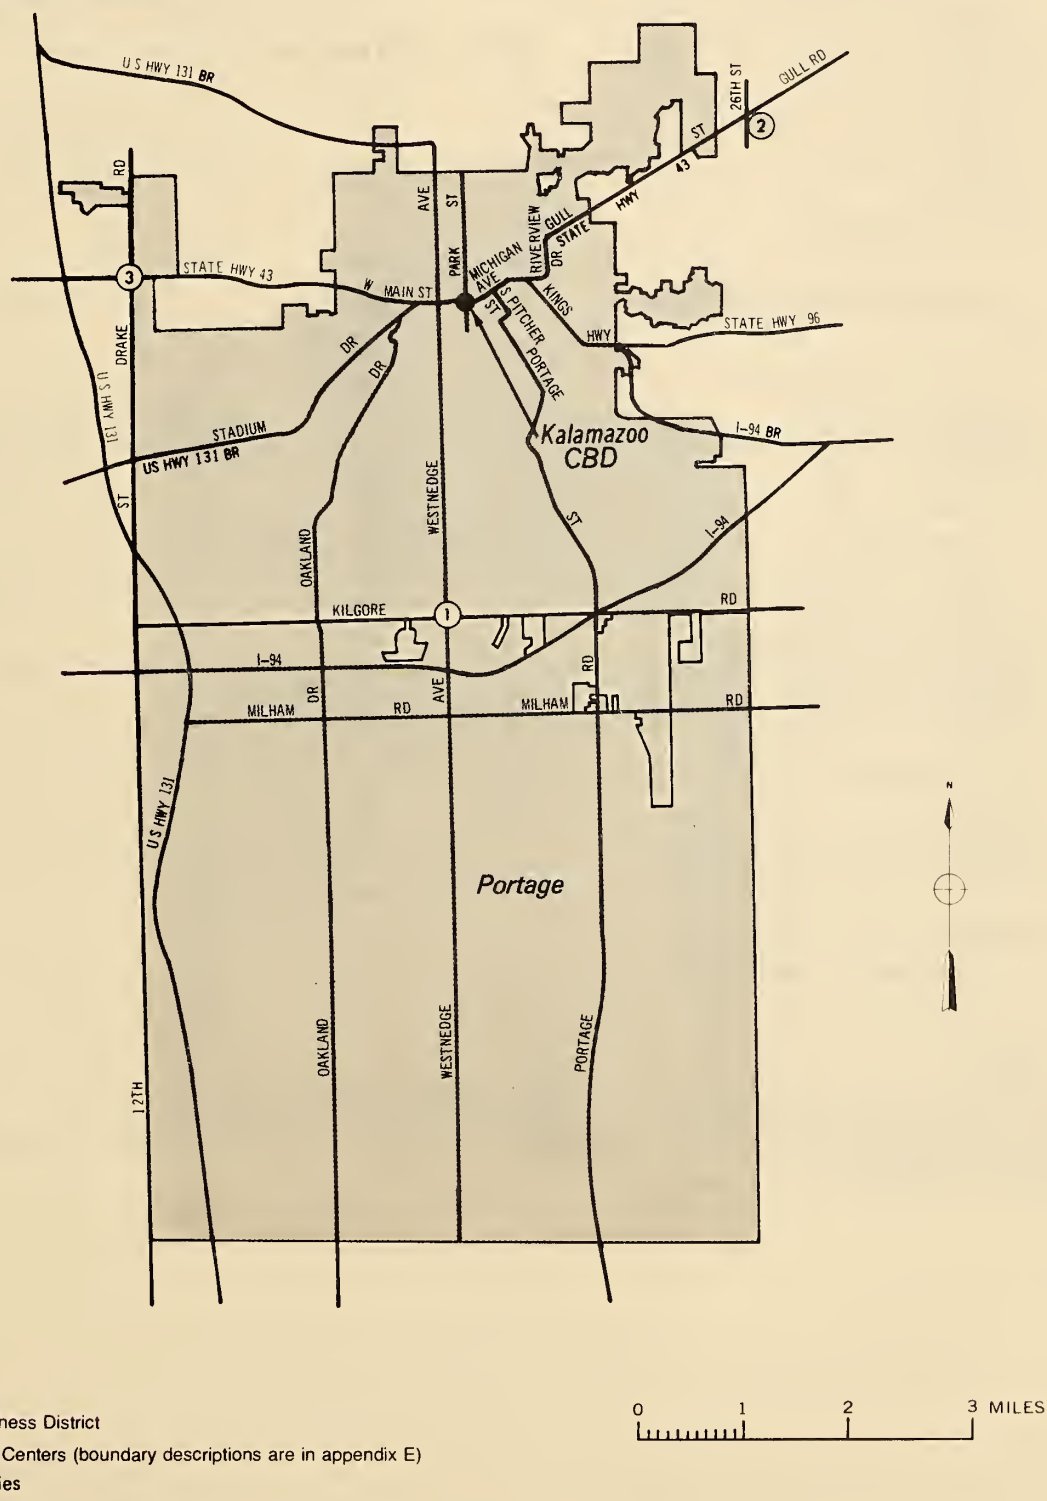 U S HWY 131 BR
26TH ST
GULL RD
2
ST
43
HWY
RD
AVE
ST
RIVERVIEW
DR
GULL
STATE
PARK
MICHIGAN
AVE
3
STATE HWY 43
W MAIN ST
S PITCHER
ST
KINGS
HWY
STATE HWY 96
DRAKE
DR
DR
PORTAGE
U S HWY 131
STADIUM
US HWY 131 BR
Kalamazoo
CBD
I-94 BR
ST
WESTNEDGE
ST
I-94
OAKLAND
KILGORE
1
RD
I-94
DR
AVE
RD
MILHAM
RD
MILHAM
RD
U S HWY 131
N
Portage
OAKLAND
WESTNEDGE
PORTAGE
12TH
0 1 2 3 MILES
ness District
Centers (boundary descriptions are in appendix E)
ies